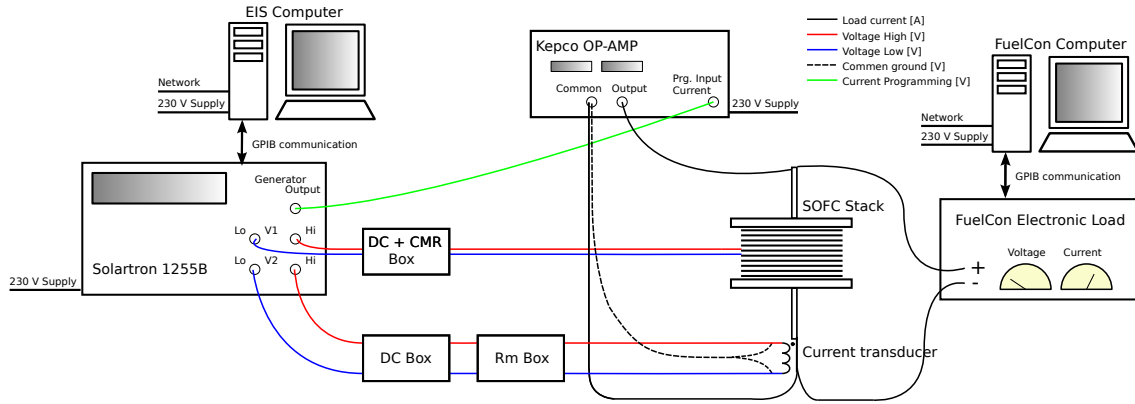 EIS Computer
Network
230 V Supply
GPIB communication
Kepco OP-AMP
Common
Output
Prg. Input
Current
230 V Supply
Load current [A]
Voltage High [V]
Voltage Low [V]
Commen ground [V]
Current Programming [V]
FuelCon Computer
Network
230 V Supply
GPIB communication
Generator
Output
Lo
V1
Hi
Lo
V2
Hi
Solartron 1255B
230 V Supply
DC + CMR
Box
SOFC Stack
FuelCon Electronic Load
Voltage
Current
+
-
DC Box
Rm Box
Current transducer